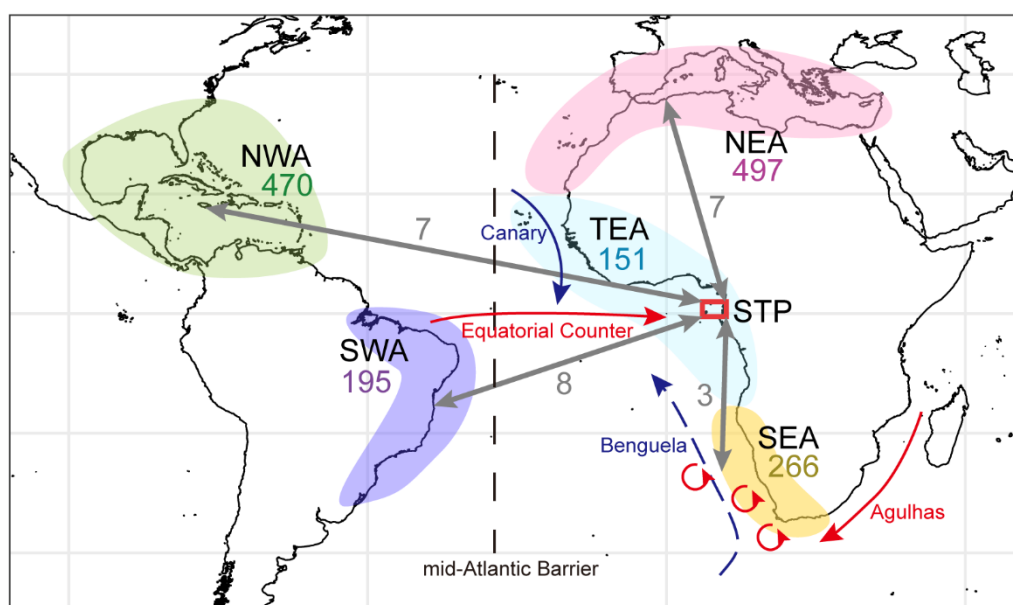 NWA
470
NEA
497
7
7
Canary
TEA
151
STP
Equatorial Counter
SWA
195
8
3
Benguela
SEA
266
Agulhas
mid-Atlantic Barrier